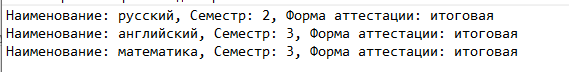 Наименование: русский, Семестр: 2, Форма аттестации: итоговая
Наименование: английский, Семестр: 3, Форма аттестации: итоговая
Наименование: математика, Семестр: 3, Форма аттестации: итоговая